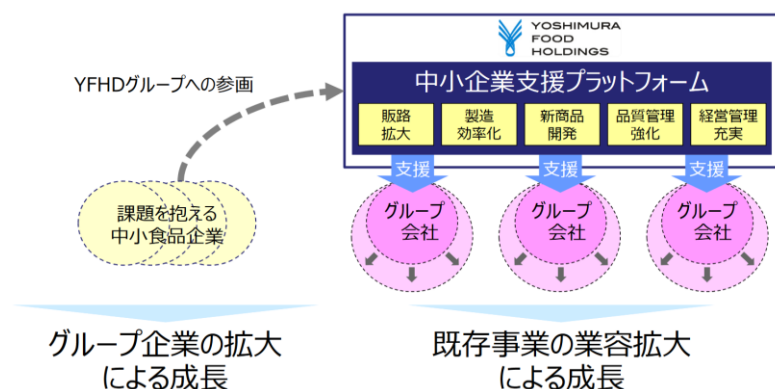 YOSHIMURA
FOOD
HOLDINGS
YFHDグループへの参画
中小企業支援プラットフォーム
販路
拡大
製造
効率化
新商品
開発
品質管理
強化
経営管理
充実
支援
支援
支援
課題を抱える
中小食品企業
グループ
会社
グループ
会社
グループ
会社
グループ企業の拡大
による成長
既存事業の業容拡大
による成長